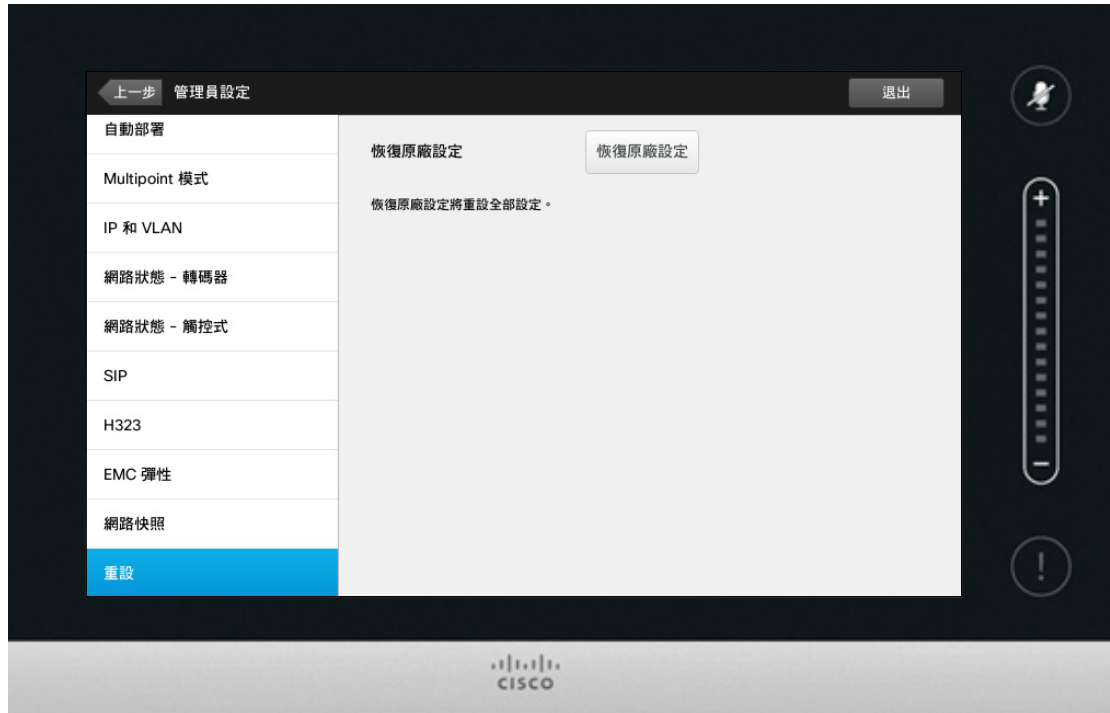 上一步 管理員設定 退出
自動部署
Multipoint 模式
IP 和 VLAN
網路狀態 - 轉碼器
網路狀態 - 觸控式
SIP
H323
EMC 彈性
網路快照
重設
恢復原廠設定 恢復原廠設定
恢復原廠設定將重設全部設定。
+
-
!
CISCO